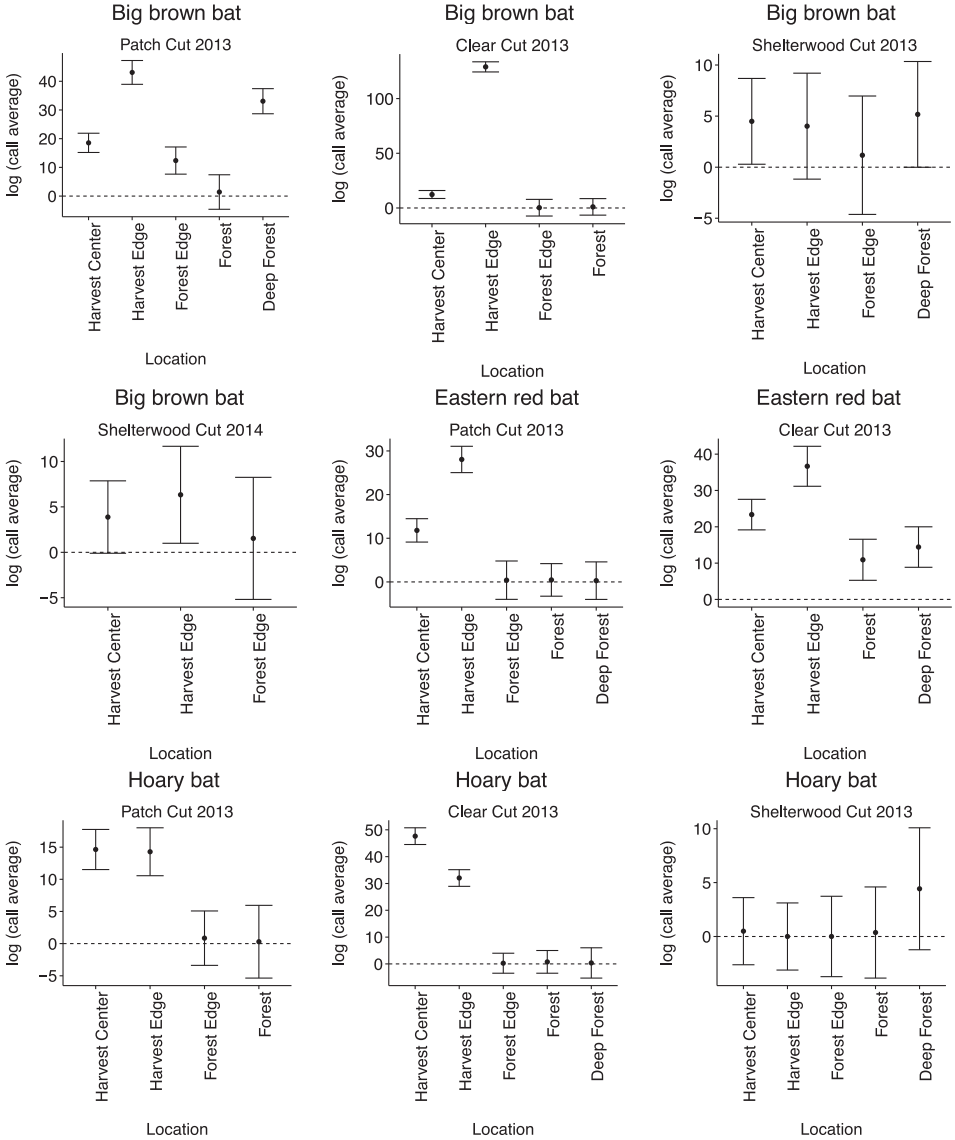 Big brown bat
Patch Cut 2013
log (call average)
40
30
20
10
0
Harvest Center
Harvest Edge
Forest Edge
Forest
Deep Forest
Location
Big brown bat
Clear Cut 2013
log (call average)
100
50
0
Harvest Center
Harvest Edge
Forest Edge
Forest
Location
Big brown bat
Shelterwood Cut 2013
log (call average)
10
5
0
−5
Harvest Center
Harvest Edge
Forest Edge
Deep Forest
Location
Big brown bat
Shelterwood Cut 2014
log (call average)
10
5
0
−5
Harvest Center
Harvest Edge
Forest Edge
Location
Eastern red bat
Patch Cut 2013
log (call average)
30
20
10
0
Harvest Center
Harvest Edge
Forest Edge
Forest
Deep Forest
Location
Eastern red bat
Clear Cut 2013
log (call average)
40
30
20
10
0
Harvest Center
Harvest Edge
Forest
Deep Forest
Location
Hoary bat
Patch Cut 2013
log (call average)
15
10
5
0
−5
Harvest Center
Harvest Edge
Forest Edge
Forest
Location
Hoary bat
Clear Cut 2013
log (call average)
50
40
30
20
10
0
Harvest Center
Harvest Edge
Forest Edge
Forest
Deep Forest
Location
Hoary bat
Shelterwood Cut 2013
log (call average)
10
5
0
Harvest Center
Harvest Edge
Forest Edge
Forest
Deep Forest
Location